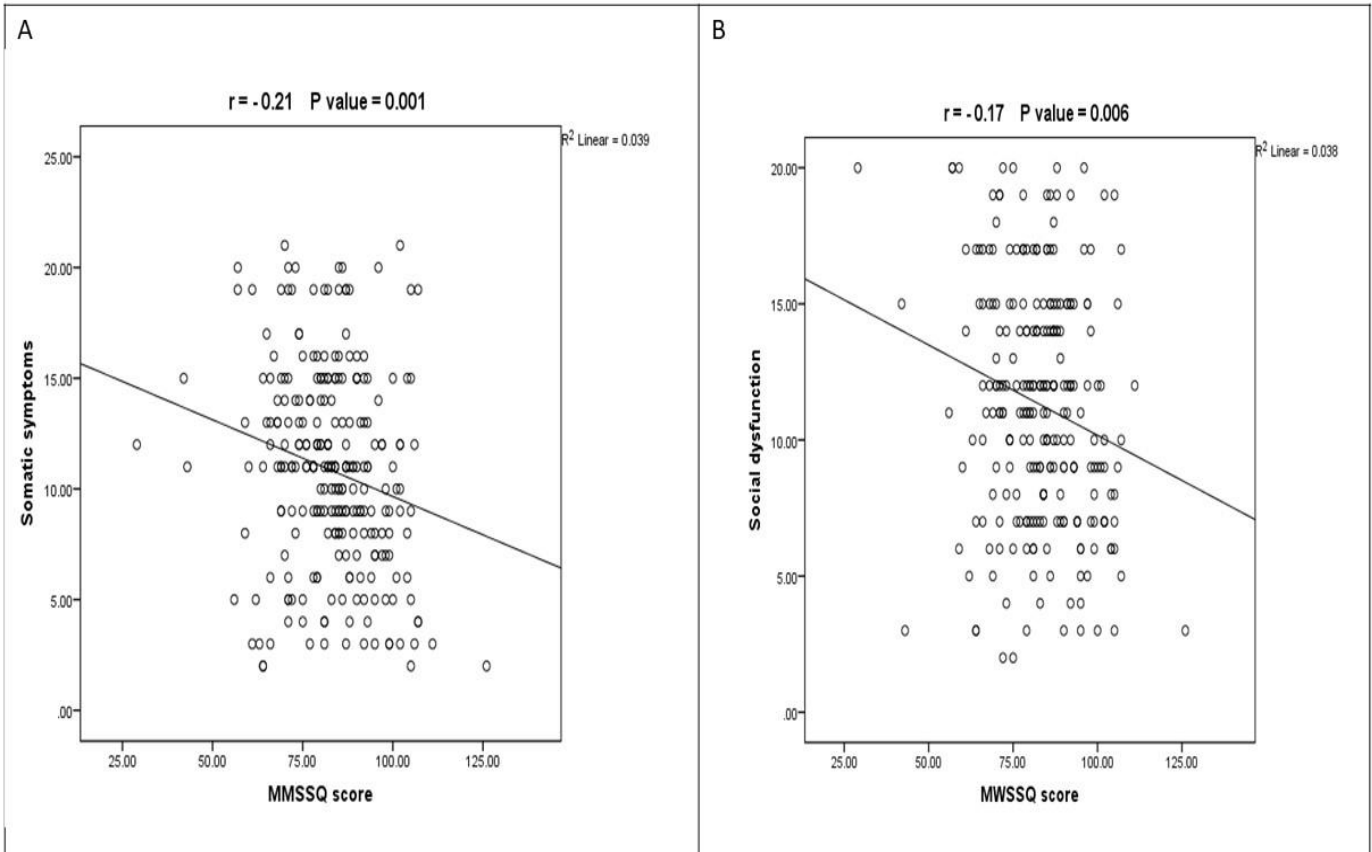 A
r = - 0.21 P value = 0.001
R² Linear = 0.039
25.00
20.00
15.00
10.00
5.00
.00
Somatic symptoms
25.00 50.00 75.00 100.00 125.00
MMSSQ score
B
r = -0.17 P value = 0.006
R² Linear = 0.038
20.00
15.00
10.00
5.00
.00
Social dysfunction
25.00 50.00 75.00 100.00 125.00
MWSSQ score